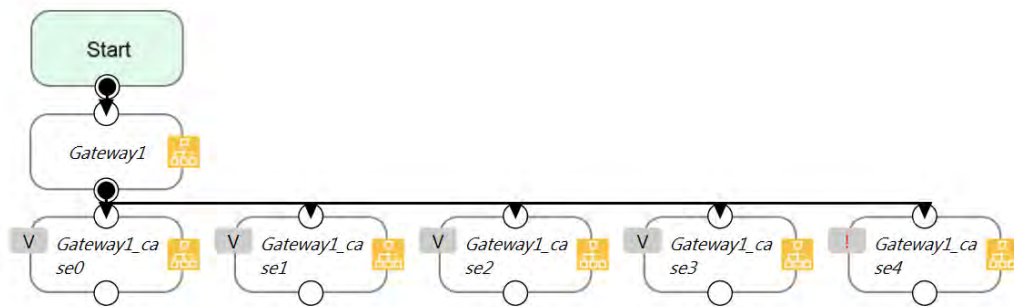 Start
Gateway1
V Gateway1_ca V Gateway1_ca V Gateway1_ca V Gateway1_ca ! Gateway1_ca
se0 se1 se2 se3 se4